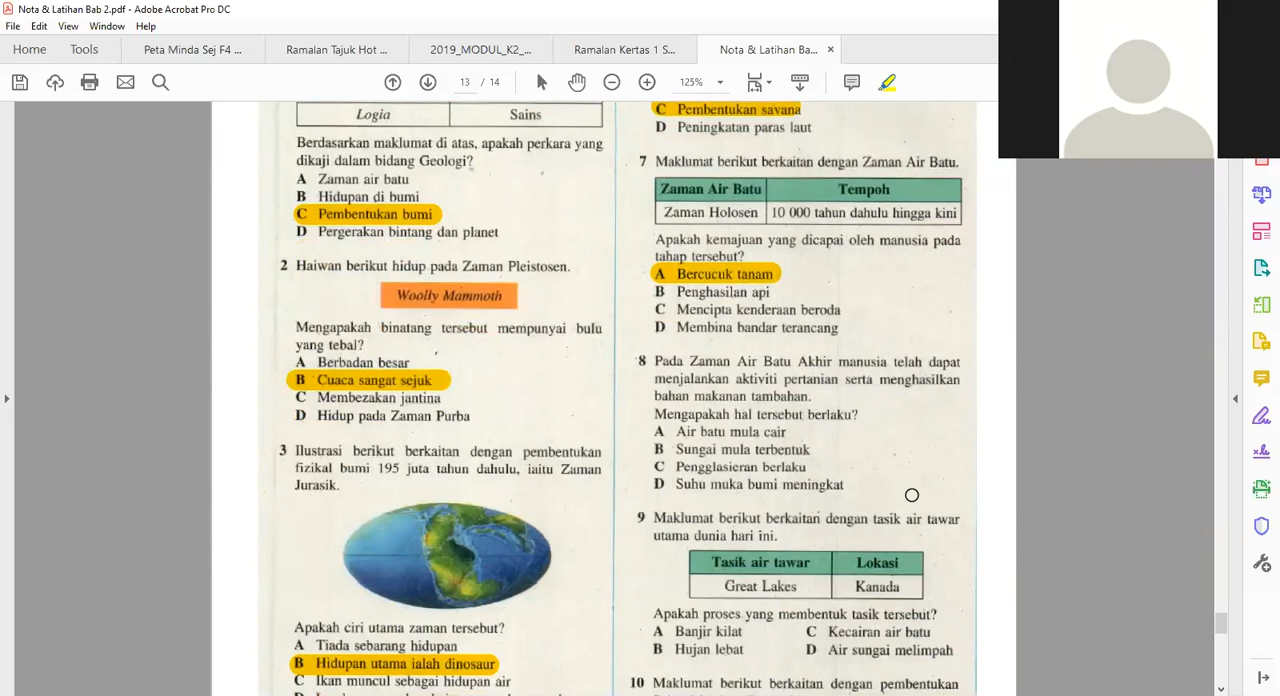 Nota & Latihan Bab 2.pdf - Adobe Acrobat Pro DC
File Edit View Window Help
Home Tools Peta Minda Sej F4 ... Ramalan Tajuk Hot ... 2019_MODUL_K2_... Ramalan Kertas 1 S... Nota & Latihan Ba... ×
13 / 14 125%
Logia Sains
Berdasarkan maklumat di atas, apakah perkara yang
dikaji dalam bidang Geologi?
A Zaman air batu
B Hidupan di bumi
C Pembentukan bumi
D Pergerakan bintang dan planet
2 Haiwan berikut hidup pada Zaman Pleistosen.
Woolly Mammoth
Mengapakah binatang tersebut mempunyai bulu
yang tebal?
A Berbadan besar
B Cuaca sangat sejuk
C Membezakan jantina
D Hidup pada Zaman Purba
3 Ilustrasi berikut berkaitan dengan pembentukan
fizikal bumi 195 juta tahun dahulu, iaitu Zaman
Jurasik.
Apakah ciri utama zaman tersebut?
A Tiada sebarang hidupan
B Hidupan utama ialah dinosaur
C Ikan muncul sebagai hidupan air
C Pembentukan savana
D Peningkatan paras laut
7 Maklumat berikut berkaitan dengan Zaman Air Batu.
Zaman Air Batu Tempoh
Zaman Holosen 10 000 tahun dahulu hingga kini
Apakah kemajuan yang dicapai oleh manusia pada
tahap tersebut?
A Bercucuk tanam
B Penghasilan api
C Mencipta kenderaan beroda
D Membina bandar terancang
8 Pada Zaman Air Batu Akhir manusia telah dapat
menjalankan aktiviti pertanian serta menghasilkan
bahan makanan tambahan.
Mengapakah hal tersebut berlaku?
A Air batu mula cair
B Sungai mula terbentuk
C Pengglasieran berlaku
D Suhu muka bumi meningkat
9 Maklumat berikut berkaitan dengan tasik air tawar
utama dunia hari ini.
Tasik air tawar Lokasi
Great Lakes Kanada
Apakah proses yang membentuk tasik tersebut?
A Banjir kilat C Kecairan air batu
B Hujan lebat D Air sungai melimpah
10 Maklumat berikut berkaitan dengan pembentukan